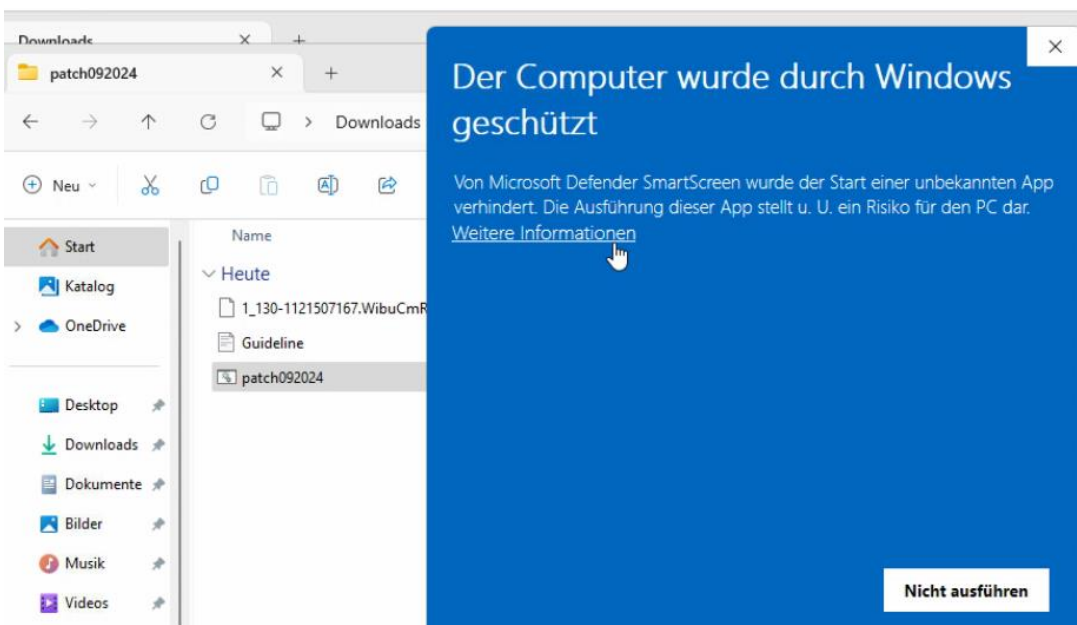 Downloads
patch092024
Downloads
Neu
Name
Start
Heute
Katalog
1_130-1121507167.WibuCmR
OneDrive
Guideline
patch092024
Desktop
Downloads
Dokumente
Bilder
Musik
Videos
Der Computer wurde durch Windows
geschützt
Von Microsoft Defender SmartScreen wurde der Start einer unbekannten App
verhindert. Die Ausführung dieser App stellt u. U. ein Risiko für den PC dar.
Weitere Informationen
Nicht ausführen